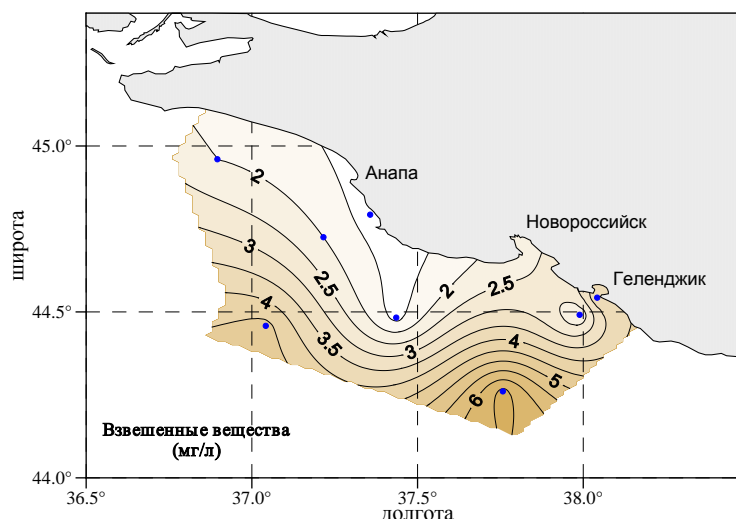 45.0°
44.5°
44.0°
36.5°
37.0°
37.5°
38.0°
широта
долгота
Анапа
Новороссийск
Геленджик
2
2.5
3
3.5
4
2
2.5
3
4
5
6
Взвешенные вещества
(мг/л)